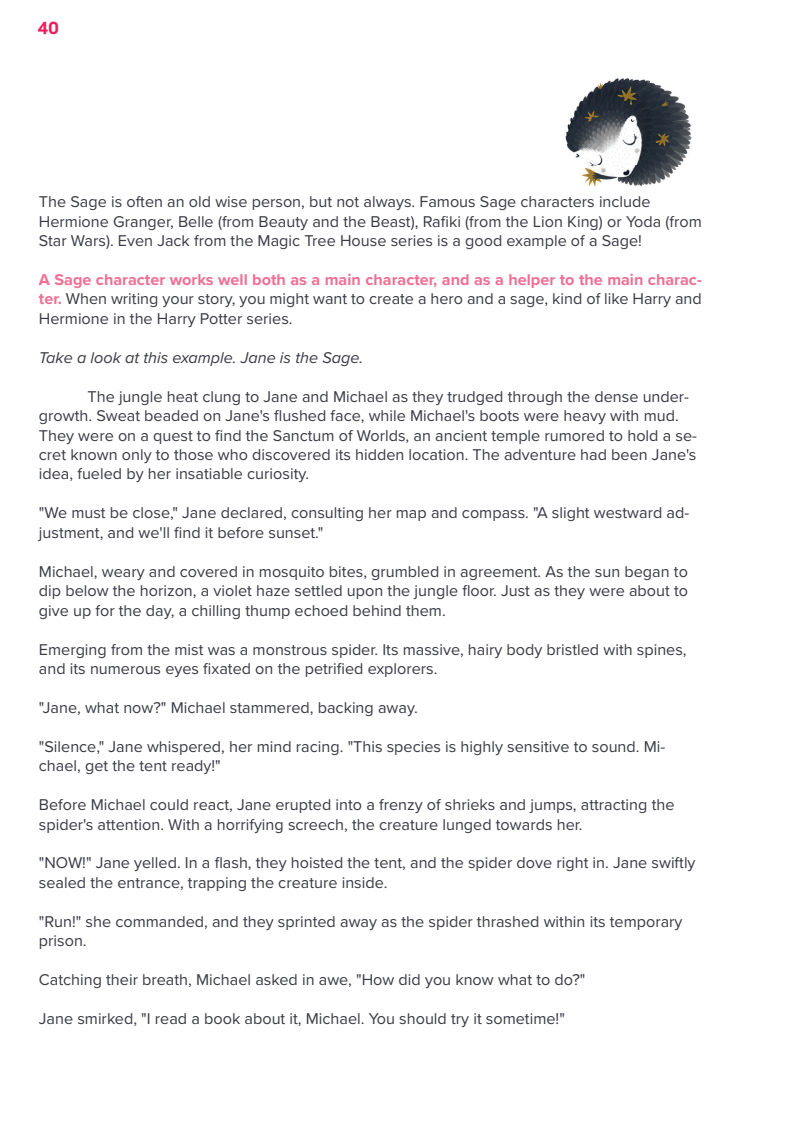 40
The Sage is often an old wise person, but not always. Famous Sage characters include
Hermione Granger, Belle (from Beauty and the Beast), Rafiki (from the Lion King) or Yoda (from
Star Wars). Even Jack from the Magic Tree House series is a good example of a Sage!
A Sage character works well both as a main character, and as a helper to the main charac-
ter. When writing your story, you might want to create a hero and a sage, kind of like Harry and
Hermione in the Harry Potter series.
Take a look at this example. Jane is the Sage.
The jungle heat clung to Jane and Michael as they trudged through the dense under-
growth. Sweat beaded on Jane's flushed face, while Michael's boots were heavy with mud.
They were on a quest to find the Sanctum of Worlds, an ancient temple rumored to hold a se-
cret known only to those who discovered its hidden location. The adventure had been Jane's
idea, fueled by her insatiable curiosity.
"We must be close," Jane declared, consulting her map and compass. "A slight westward ad-
justment, and we'll find it before sunset."
Michael, weary and covered in mosquito bites, grumbled in agreement. As the sun began to
dip below the horizon, a violet haze settled upon the jungle floor. Just as they were about to
give up for the day, a chilling thump echoed behind them.
Emerging from the mist was a monstrous spider. Its massive, hairy body bristled with spines,
and its numerous eyes fixated on the petrified explorers.
"Jane, what now?" Michael stammered, backing away.
"Silence," Jane whispered, her mind racing. "This species is highly sensitive to sound. Mi-
chael, get the tent ready!"
Before Michael could react, Jane erupted into a frenzy of shrieks and jumps, attracting the
spider's attention. With a horrifying screech, the creature lunged towards her.
"NOW!" Jane yelled. In a flash, they hoisted the tent, and the spider dove right in. Jane swiftly
sealed the entrance, trapping the creature inside.
"Run!" she commanded, and they sprinted away as the spider thrashed within its temporary
prison.
Catching their breath, Michael asked in awe, "How did you know what to do?"
Jane smirked, "I read a book about it, Michael. You should try it sometime!"